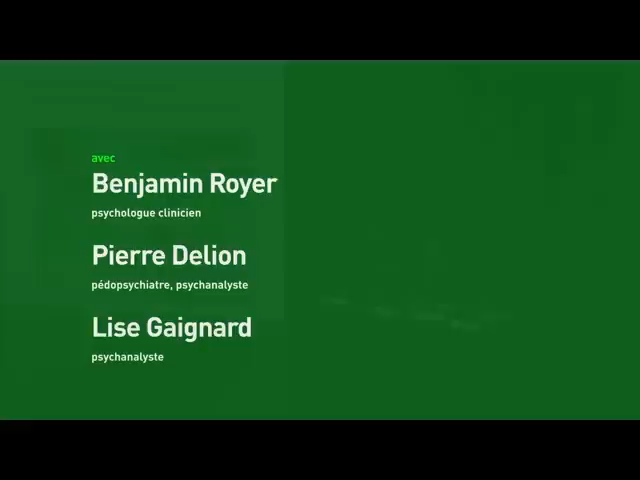 avec
Benjamin Royer
psychologue clinicien
Pierre Delion
pédopsychiatre, psychanalyste
Lise Gaignard
psychanalyste